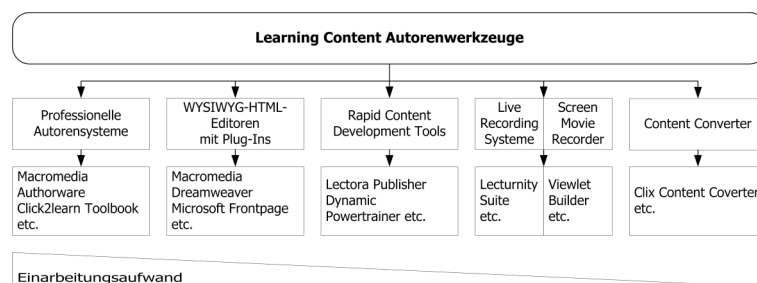 Learning Content Autorenwerkzeuge
Professionelle
Autorensysteme
WYSIWYG-HTML-
Editoren
mit Plug-Ins
Rapid Content
Development Tools
Live
Recording
Systeme
Screen
Movie
Recorder
Content Converter
Macromedia
Authorware
Click2learn Toolbook
etc.
Macromedia
Dreamweaver
Microsoft Frontpage
etc.
Lectora Publisher
Dynamic
Powertrainer etc.
Lecturnity
Suite
etc.
Viewlet
Builder
etc.
Clix Content Coverter
etc.
Einarbeitungsaufwand